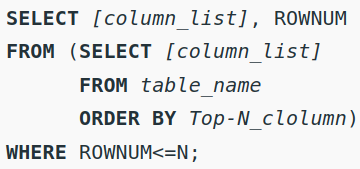 SELECT [column_list], ROWNUM
FROM (SELECT [column_list]
FROM table_name
ORDER BY Top-N_clolumn)
WHERE ROWNUM<=N;